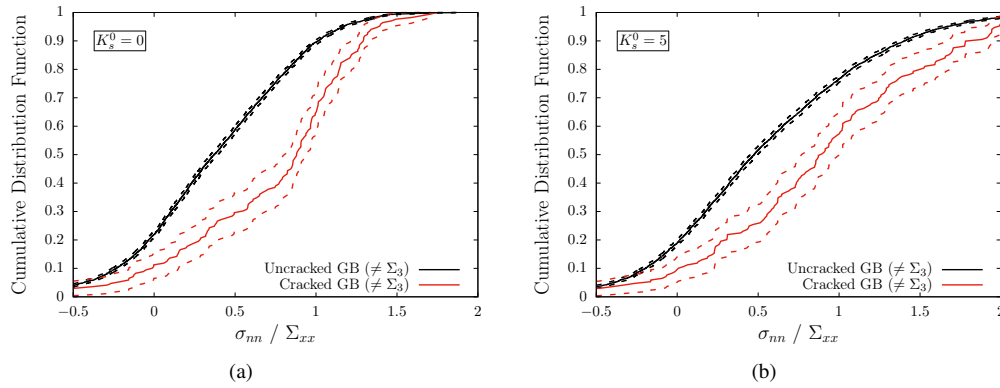 Cumulative Distribution Function
1
0.9
0.8
0.7
0.6
0.5
0.4
0.3
0.2
0.1
0
K_s^0 = 0
Uncracked GB (≠ Σ_3)
Cracked GB (≠ Σ_3)
−0.5 0 0.5 1 1.5 2
σ_nn / Σ_xx
(a)
Cumulative Distribution Function
1
0.9
0.8
0.7
0.6
0.5
0.4
0.3
0.2
0.1
0
K_s^0 = 5
Uncracked GB (≠ Σ_3)
Cracked GB (≠ Σ_3)
−0.5 0 0.5 1 1.5 2
σ_nn / Σ_xx
(b)